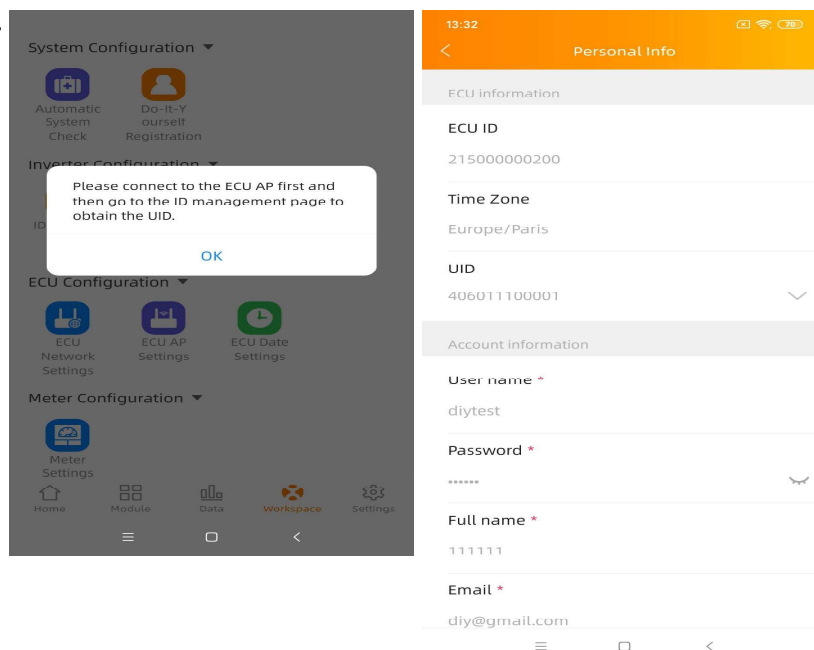 System Configuration
Automatic
System
Check
Do-It-Y
ourself
Registration
Inverter Configuration
ID
Please connect to the ECU AP first and
then go to the ID management page to
obtain the UID.
OK
ECU Configuration
ECU
Network
Settings
ECU AP
Settings
ECU Date
Settings
Meter Configuration
Meter
Settings
Home
Module
Data
Workspace
Settings
13:32
70
Personal Info
ECU information
ECU ID
215000000200
Time Zone
Europe/Paris
UID
406011100001
Account information
User name *
diytest
Password *
••••••
Full name *
111111
Email *
diy@gmail.com